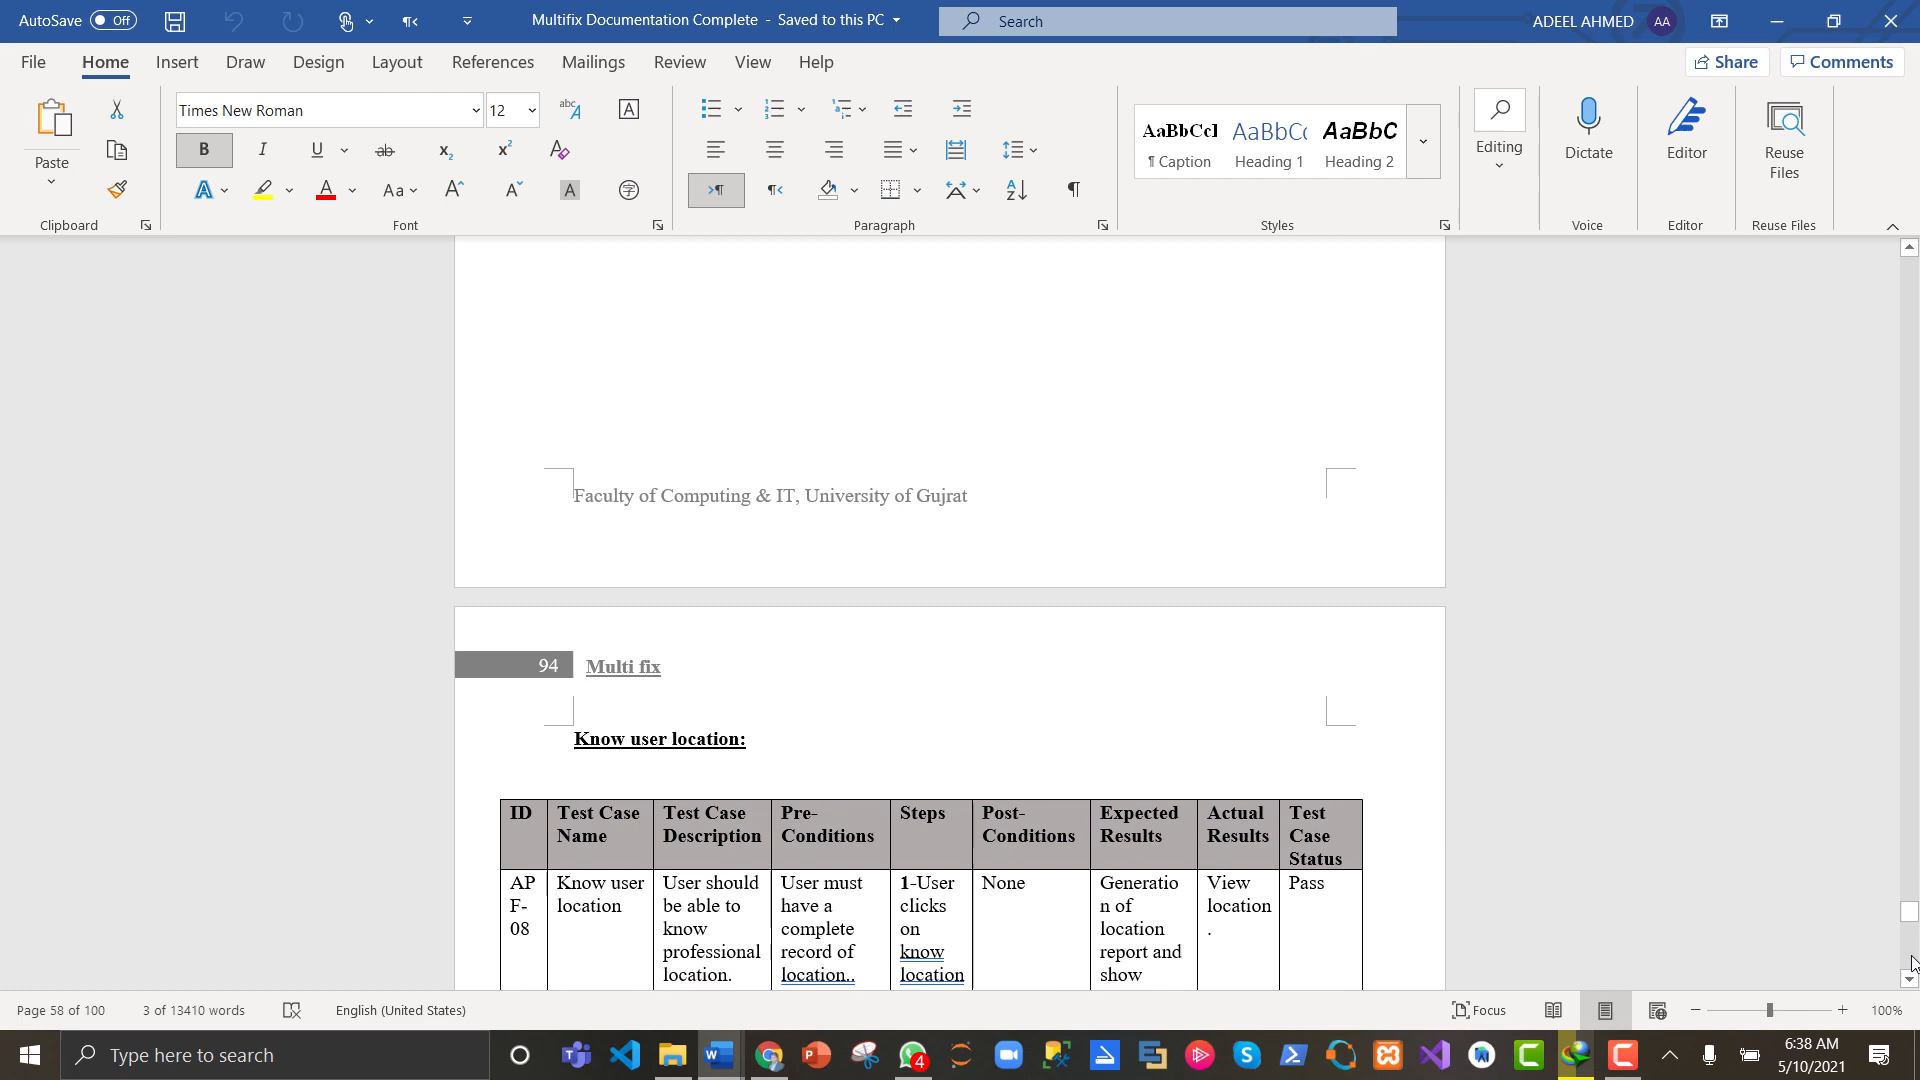 AutoSave Off
Multifix Documentation Complete - Saved to this PC
Search
ADEEL AHMED AA
File Home Insert Draw Design Layout References Mailings Review View Help
Share Comments
Paste
Clipboard
Times New Roman 12
Font
Paragraph
AaBbCcI AaBbCc AaBbC
¶ Caption Heading 1 Heading 2
Styles
Editing
Dictate
Voice
Editor
Editor
Reuse
Files
Reuse Files
Faculty of Computing & IT, University of Gujrat
94 Multi fix
Know user location:
ID Test Case Test Case Pre- Steps Post- Expected Actual Test
Name Description Conditions Conditions Results Results Case
Status
AP Know user User should User must 1-User None Generatio View Pass
F- location be able to have a clicks n of location
08 know complete on location .
professional record of know report and
location. location.. location show
Page 58 of 100 3 of 13410 words English (United States) Focus 100%
Type here to search
4
6:38 AM
5/10/2021